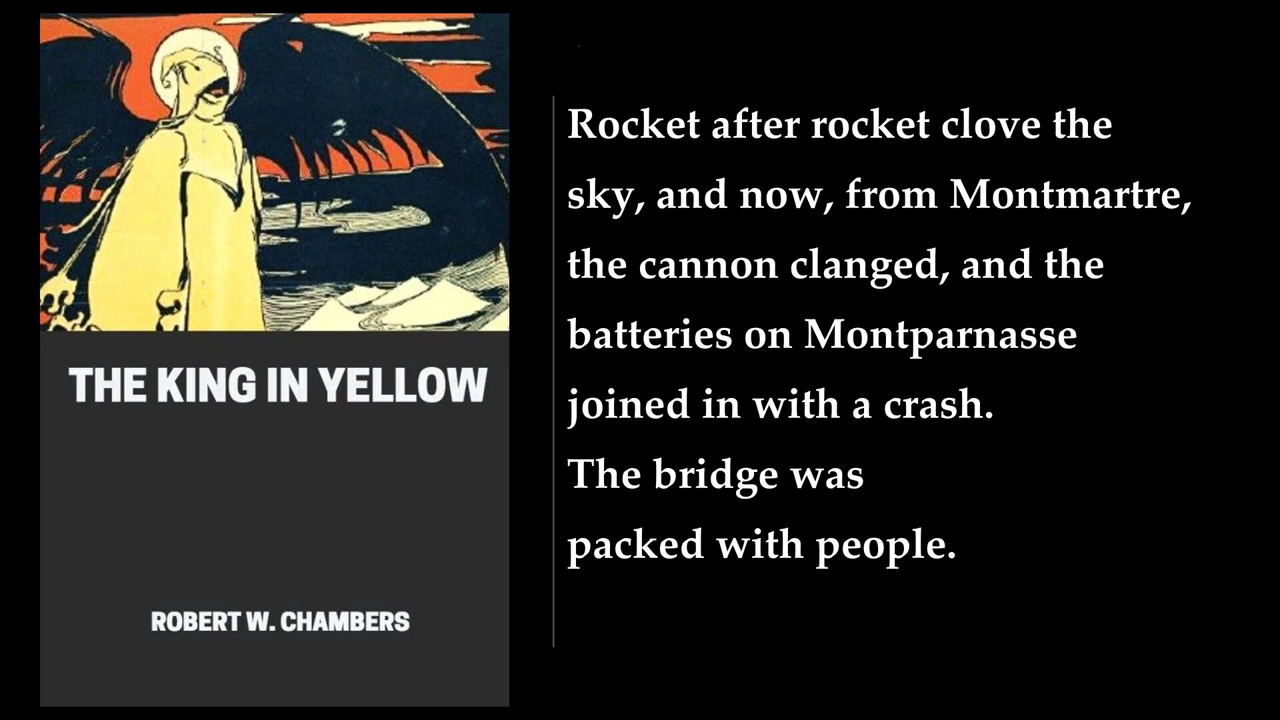 THE KING IN YELLOW
ROBERT W. CHAMBERS
Rocket after rocket clove the
sky, and now, from Montmartre,
the cannon clanged, and the
batteries on Montparnasse
joined in with a crash.
The bridge was
packed with people.